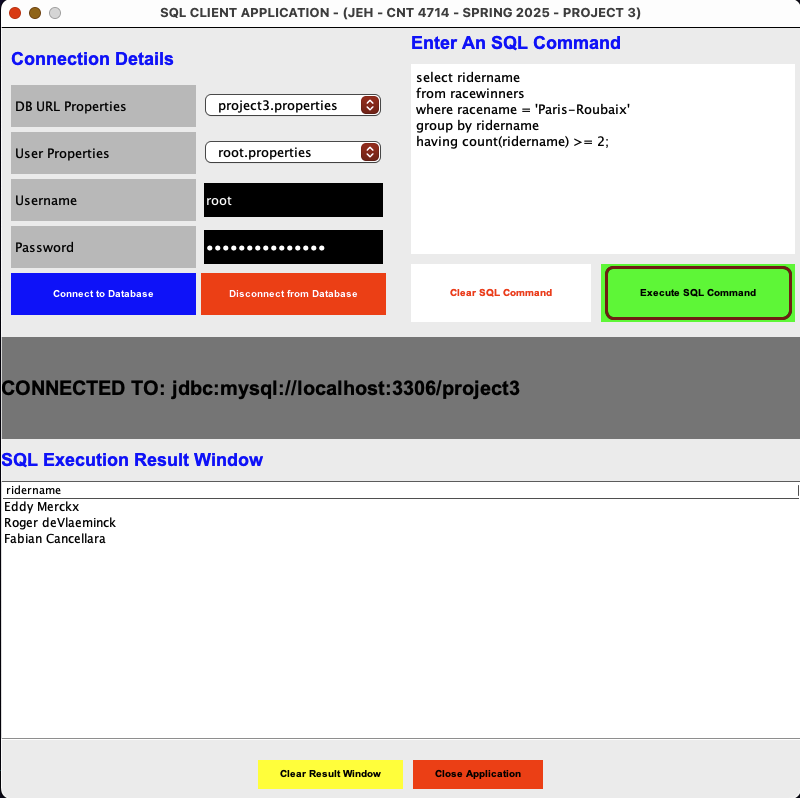 SQL CLIENT APPLICATION - (JEH - CNT 4714 - SPRING 2025 - PROJECT 3)
Connection Details
DB URL Properties
project3.properties
User Properties
root.properties
Username
root
Password
●●●●●●●●●●●●●●●
Connect to Database
Disconnect from Database
Enter An SQL Command
select ridername
from racewinners
where racename = 'Paris-Roubaix'
group by ridername
having count(ridername) >= 2;
Clear SQL Command
Execute SQL Command
CONNECTED TO: jdbc:mysql://localhost:3306/project3
SQL Execution Result Window
ridername
Eddy Merckx
Roger deVlaeminck
Fabian Cancellara
Clear Result Window
Close Application